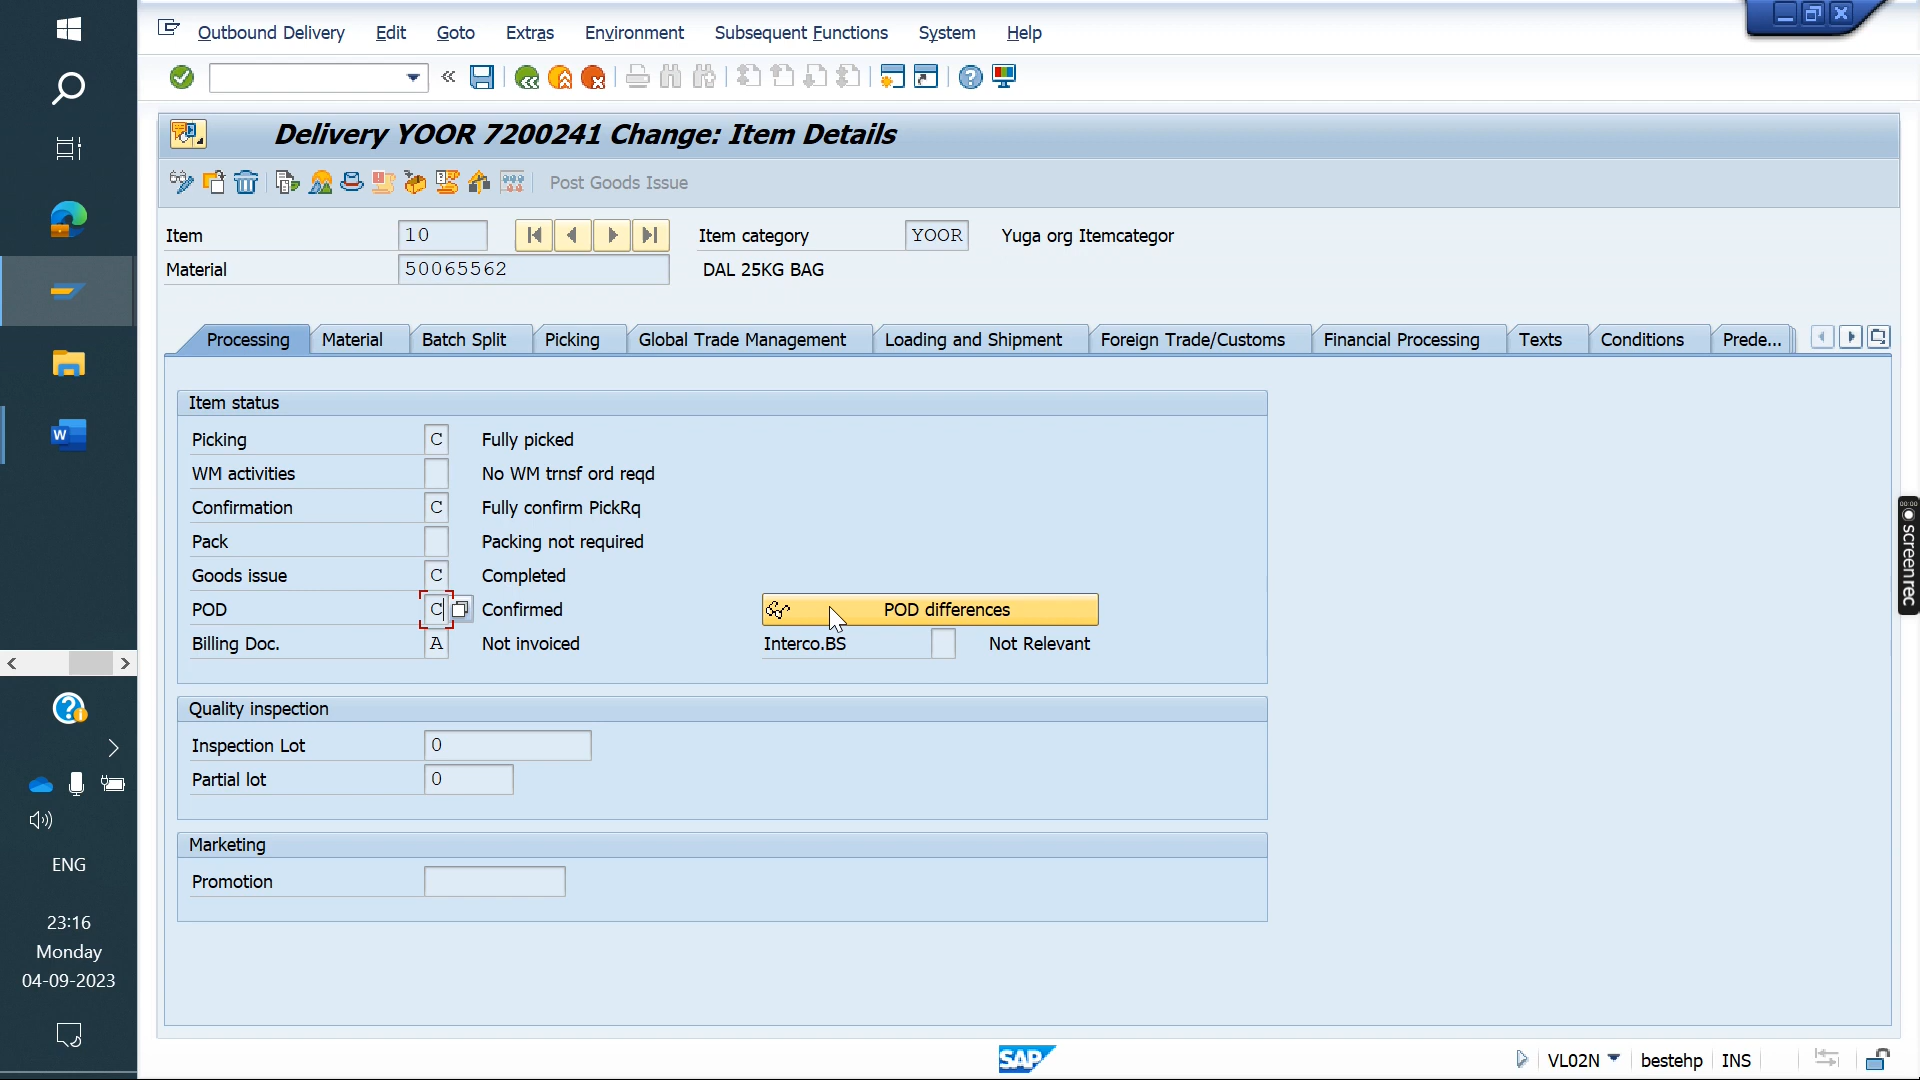 Outbound Delivery Edit Goto Extras Environment Subsequent Functions System Help
Delivery YOOR 7200241 Change: Item Details
Post Goods Issue
Item 10 Item category YOOR Yuga org Itemcategor
Material 50065562 DAL 25KG BAG
Processing Material Batch Split Picking Global Trade Management Loading and Shipment Foreign Trade/Customs Financial Processing Texts Conditions Prede...
Item status
Picking C Fully picked
WM activities No WM trnsf ord reqd
Confirmation C Fully confirm PickRq
Pack Packing not required
Goods issue C Completed
POD C Confirmed POD differences
Billing Doc. A Not invoiced Interco.BS Not Relevant
Quality inspection
Inspection Lot 0
Partial lot 0
Marketing
Promotion
SAP
VL02N bestehp INS
W
ENG
23:16
Monday
04-09-2023
00:00
screenrec